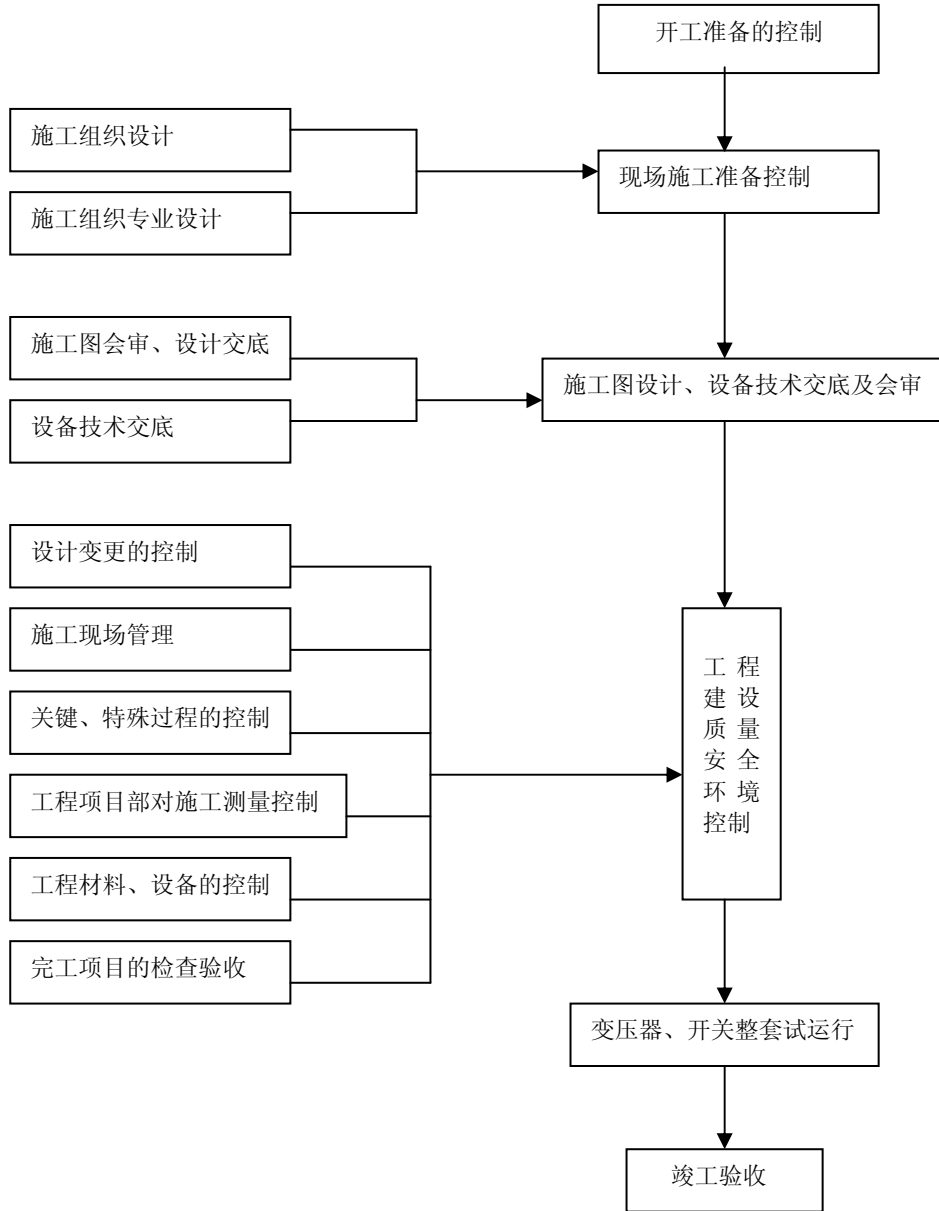 开工准备的控制
施工组织设计
现场施工准备控制
施工组织专业设计
施工图会审、设计交底
施工图设计、设备技术交底及会审
设备技术交底
设计变更的控制
施工现场管理
关键、特殊过程的控制
工程项目部对施工测量控制
工程材料、设备的控制
完工项目的检查验收
工程
建设
质量
安全
环境
控制
变压器、开关整套试运行
竣工验收